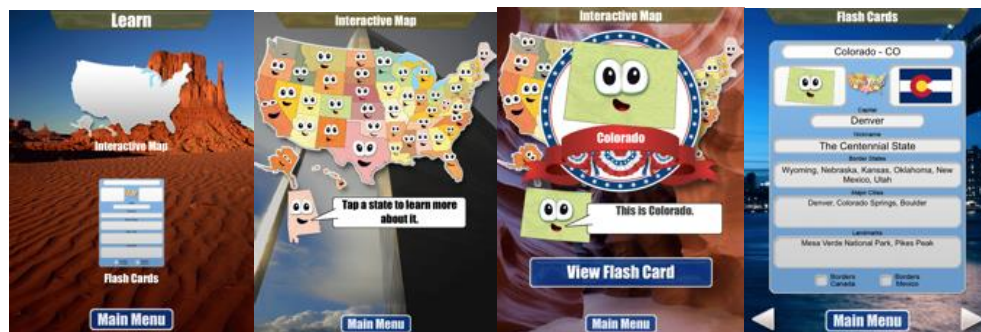 Learn
Interactive Map
Flash Cards
Main Menu
Interactive Map
Tap a state to learn more
about it.
Main Menu
Interactive Map
Colorado
This is Colorado.
View Flash Card
Main Menu
Flash Cards
Colorado - CO
Capital
Denver
Nickname
The Centennial State
Border States
Wyoming, Nebraska, Kansas, Oklahoma, New
Mexico, Utah
Major Cities
Denver, Colorado Springs, Boulder
Landmarks
Mesa Verde National Park, Pikes Peak
Borders
Canada
Borders
Mexico
Main Menu